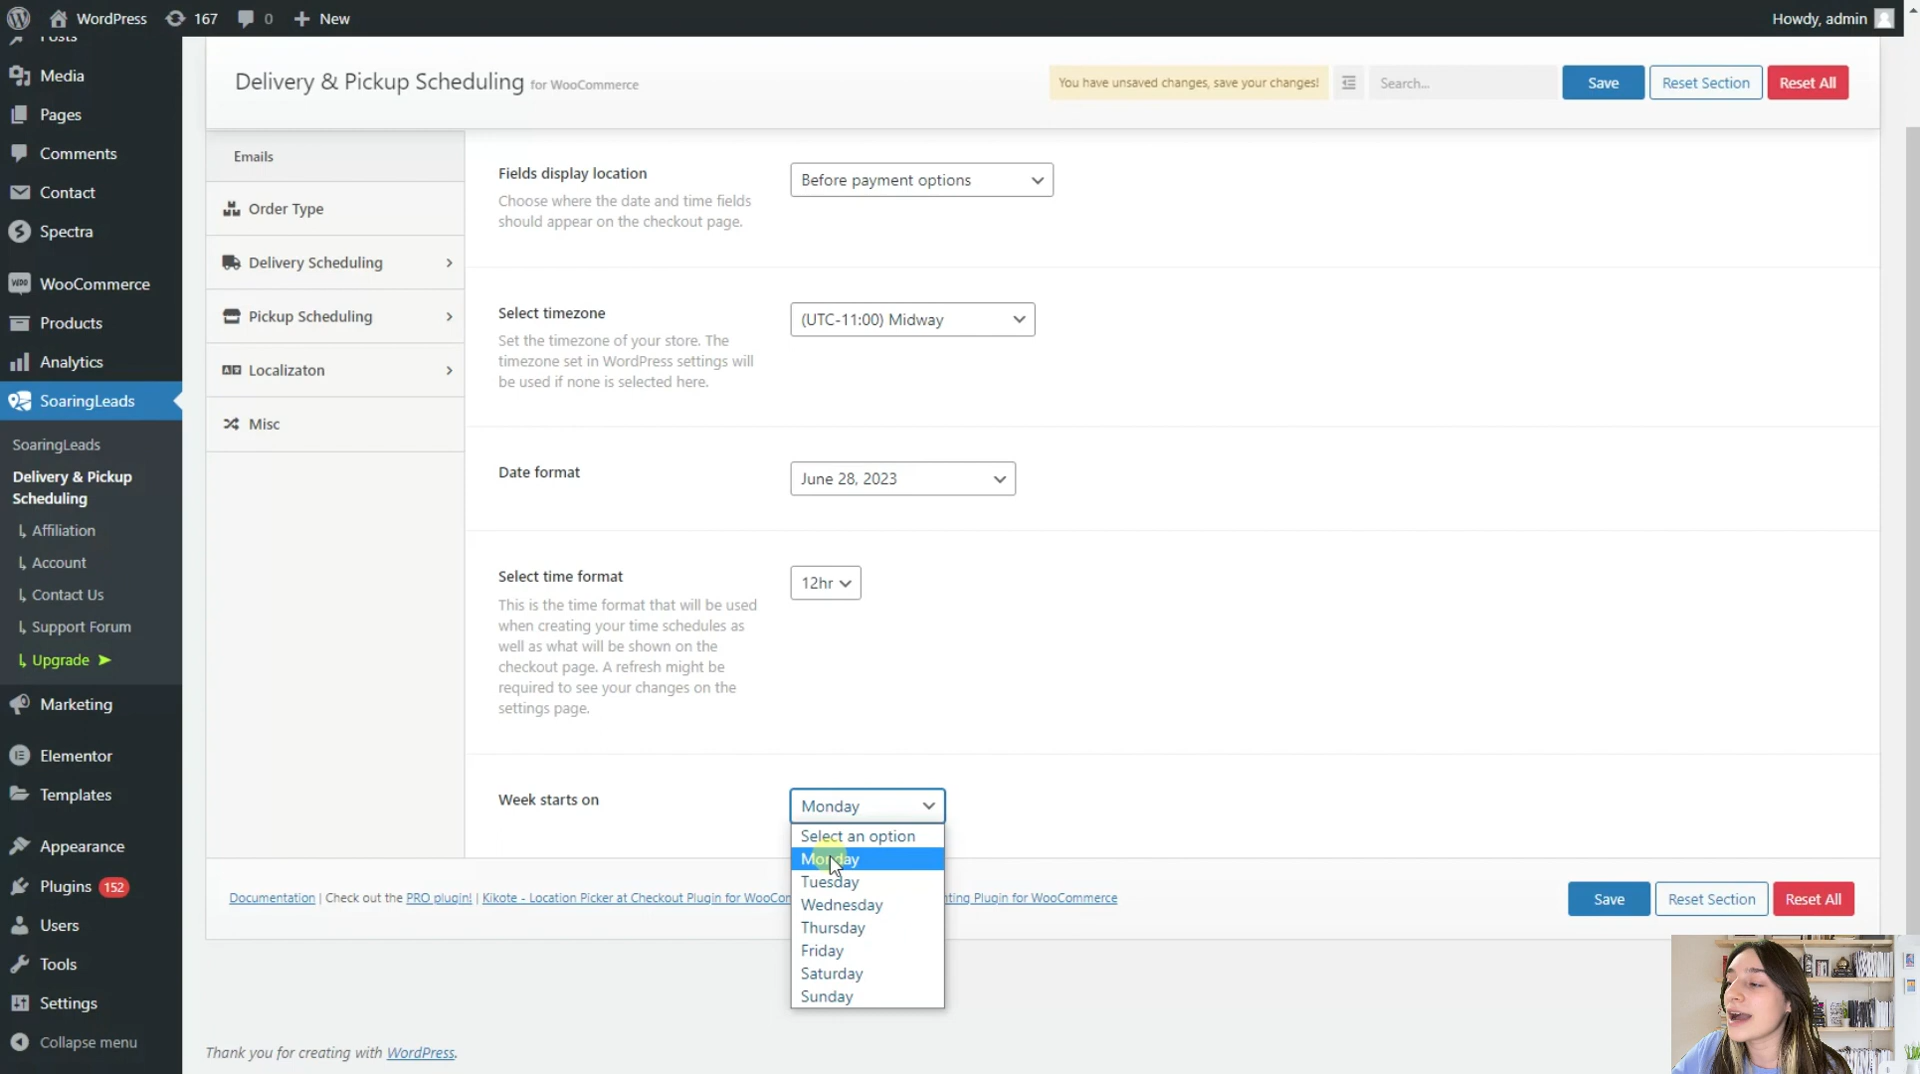 WordPress
167
0
New
Howdy, admin
Posts
Media
Pages
Comments
Contact
Spectra
WooCommerce
Products
Analytics
SoaringLeads
SoaringLeads
Delivery & Pickup
Scheduling
Affiliation
Account
Contact Us
Support Forum
Upgrade ➤
Marketing
Elementor
Templates
Appearance
Plugins 152
Users
Tools
Settings
Collapse menu
Delivery & Pickup Scheduling for WooCommerce
You have unsaved changes, save your changes!
Search...
Save
Reset Section
Reset All
Emails
Order Type
Delivery Scheduling
Pickup Scheduling
Localizaton
Misc
Fields display location
Choose where the date and time fields
should appear on the checkout page.
Before payment options
Select timezone
Set the timezone of your store. The
timezone set in WordPress settings will
be used if none is selected here.
(UTC-11:00) Midway
Date format
June 28, 2023
Select time format
This is the time format that will be used
when creating your time schedules as
well as what will be shown on the
checkout page. A refresh might be
required to see your changes on the
settings page.
12hr
Week starts on
Monday
Select an option
Monday
Tuesday
Wednesday
Thursday
Friday
Saturday
Sunday
Documentation | Check out the PRO plugin! | Kikote - Location Picker at Checkout Plugin for WooCom
nting Plugin for WooCommerce
Save
Reset Section
Reset All
Thank you for creating with WordPress.